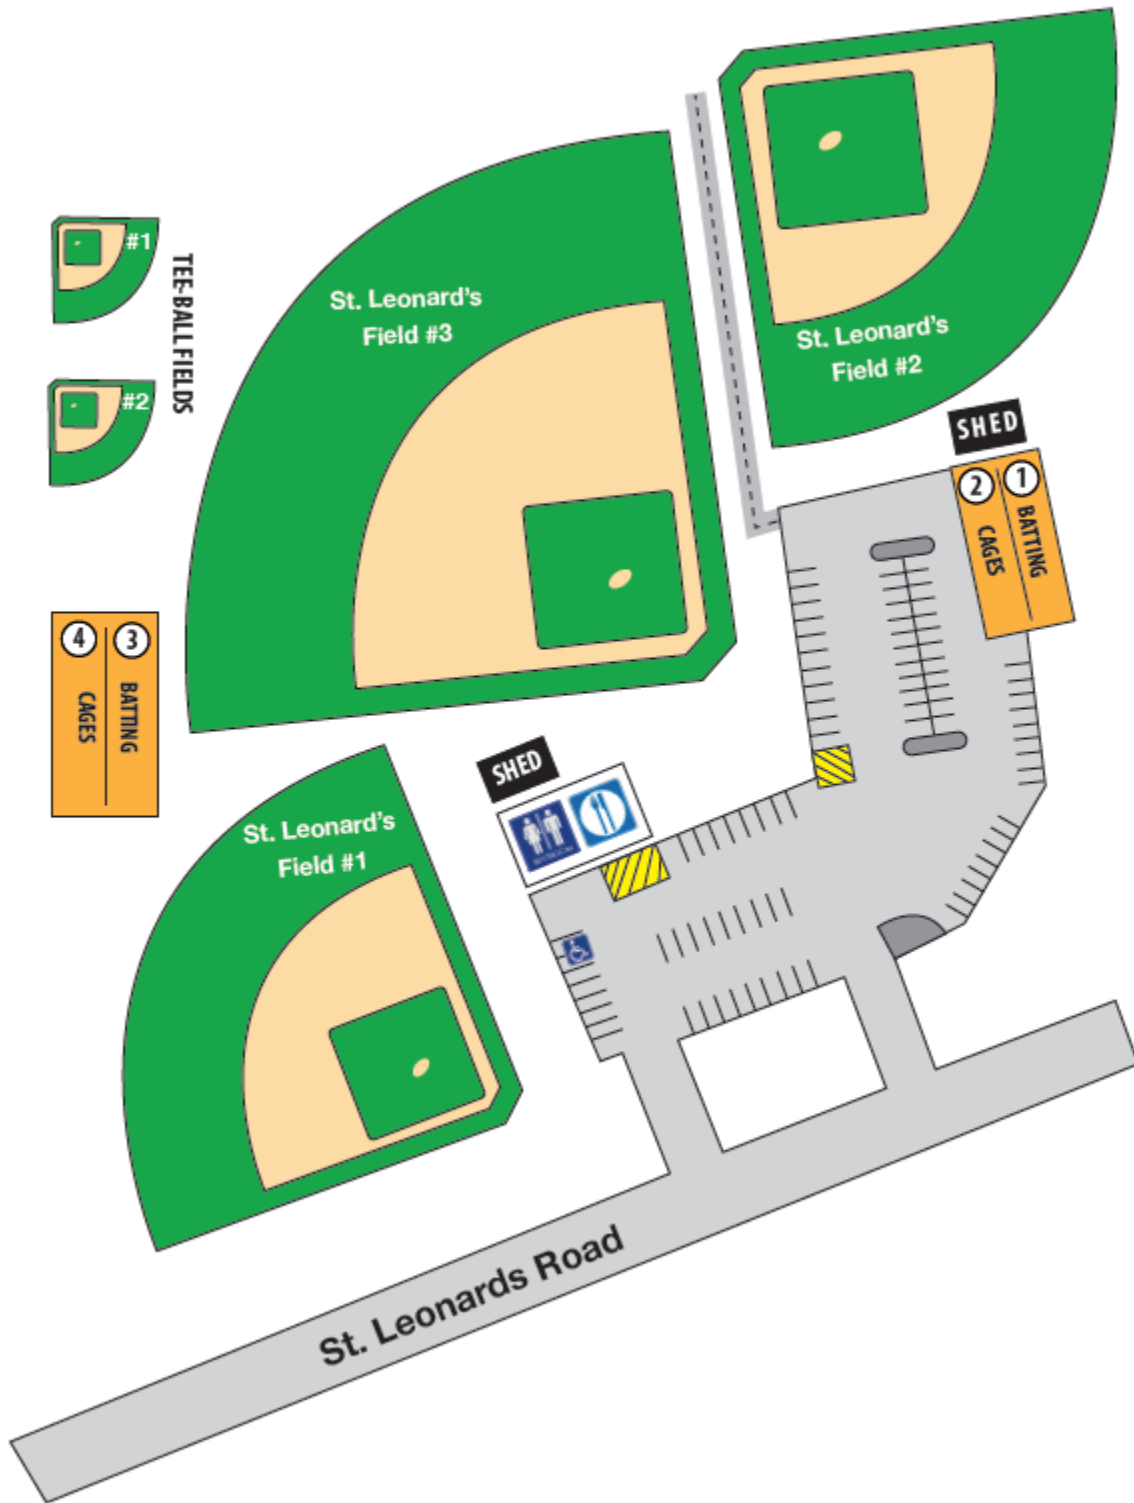 #1
TEE-BALL FIELDS
#2
St. Leonard's
Field #3
St. Leonard's
Field #2
SHED
1
BATTING
2
CAGES
3
BATTING
4
CAGES
SHED
St. Leonard's
Field #1
St. Leonards Road